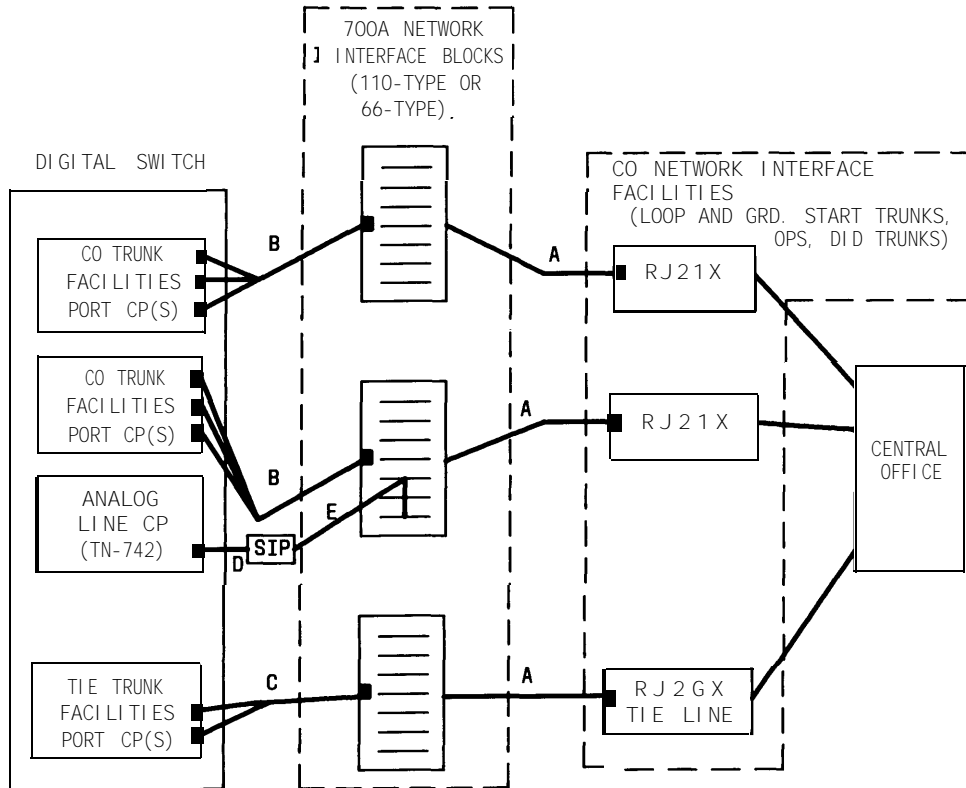 700A NETWORK
INTERFACE BLOCKS
(110-TYPE OR
66-TYPE).
DIGITAL SWITCH
CO NETWORK INTERFACE
FACILITIES
(LOOP AND GRD. START TRUNKS,
OPS, DID TRUNKS)
CO TRUNK
FACILITIES
PORT CP(S)
B
A
RJ21X
CO TRUNK
FACILITIES
PORT CP(S)
B
A
RJ21X
CENTRAL
OFFICE
ANALOG
LINE CP
(TN-742)
D
SIP
E
TIE TRUNK
FACILITIES
PORT CP(S)
C
A
RJ2GX
TIE LINE